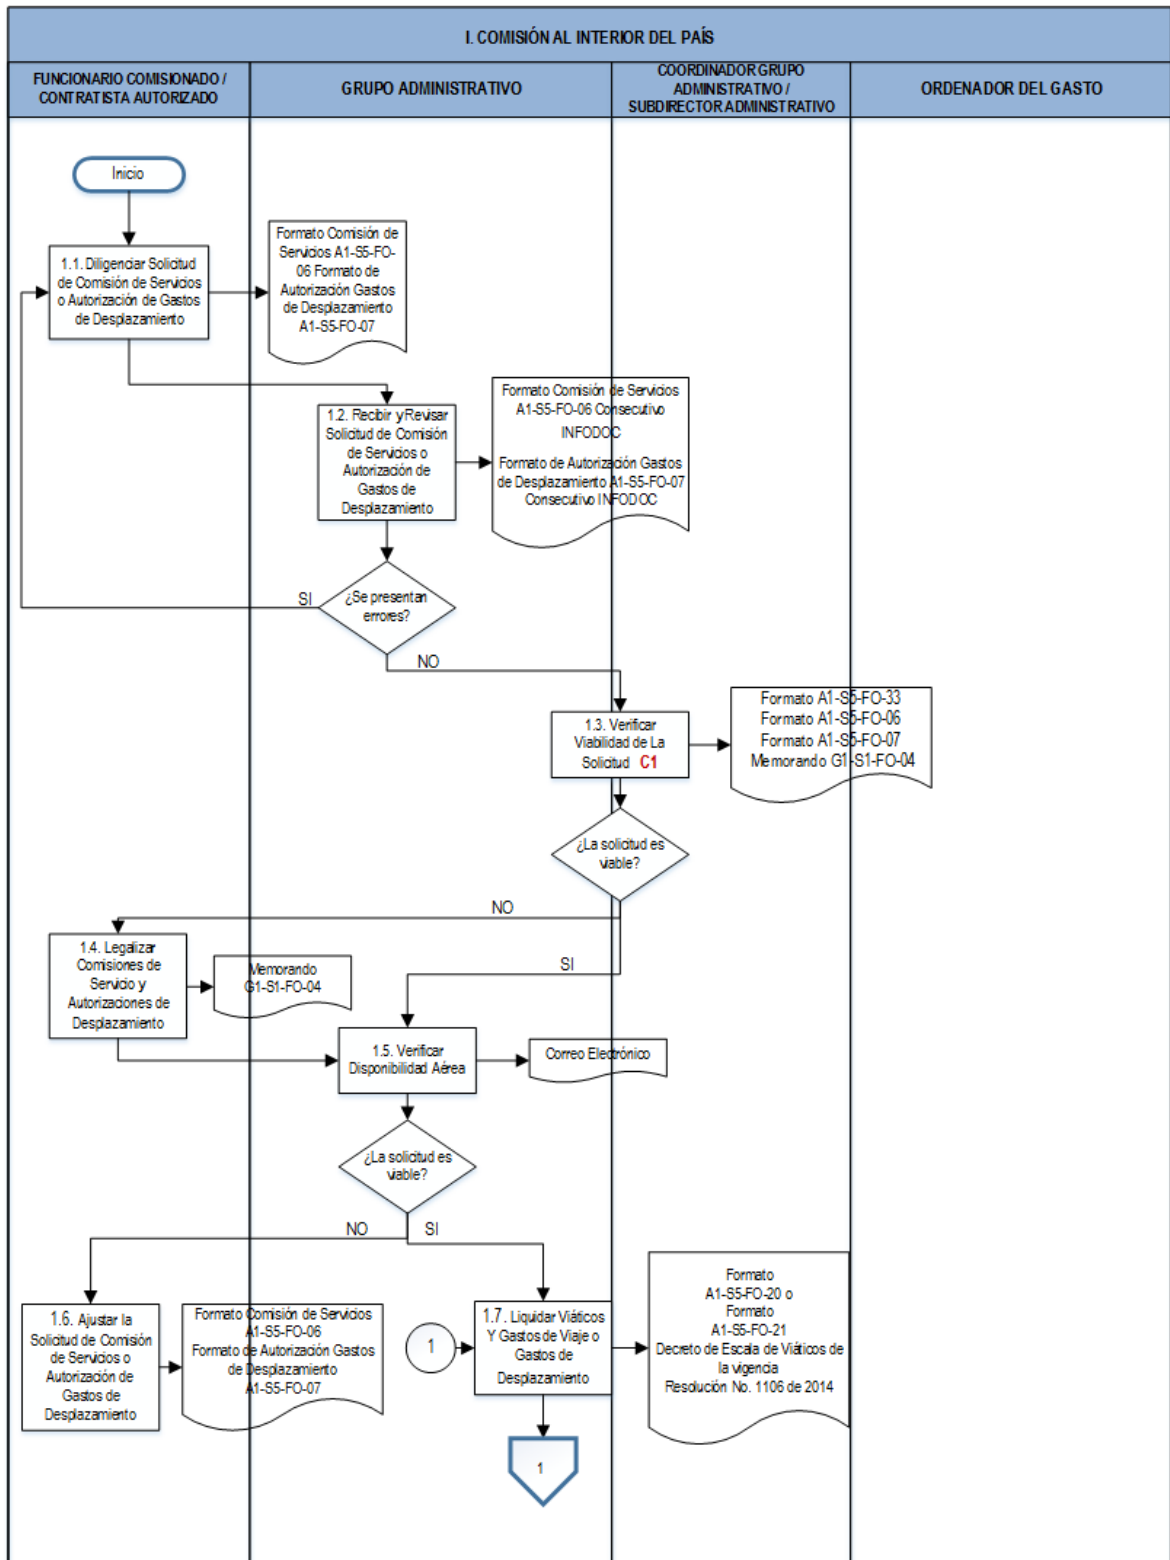 I. COMISIÓN AL INTERIOR DEL PAÍS
FUNCIONARIO COMISIONADO /
CONTRATISTA AUTORIZADO
GRUPO ADMINISTRATIVO
COORDINADOR GRUPO
ADMINISTRATIVO /
SUBDIRECTOR ADMINISTRATIVO
ORDENADOR DEL GASTO
Inicio
1.1. Diligenciar Solicitud
de Comisión de Servicios
o Autorización de Gastos
de Desplazamiento
Formato Comisión de
Servicios A1-S5-FO-
06 Formato de
Autorización Gastos
de Desplazamiento
A1-S5-FO-07
1.2. Recibir y Revisar
Solicitud de Comisión
de Servicios o
Autorización de
Gastos de
Desplazamiento
Formato Comisión de Servicios
A1-S5-FO-06 Consecutivo
INFODOC
Formato de Autorización Gastos
de Desplazamiento A1-S5-FO-07
Consecutivo INFODOC
¿Se presentan
errores?
SI
NO
1.3. Verificar
Viabilidad de La
Solicitud C1
Formato A1-S5-FO-33
Formato A1-S5-FO-06
Formato A1-S5-FO-07
Memorando G1-S1-FO-04
¿La solicitud es
viable?
NO
SI
1.4. Legalizar
Comisiones de
Servicio y
Autorizaciones de
Desplazamiento
Memorando
G1-S1-FO-04
1.5. Verificar
Disponibilidad Aérea
Correo Electrónico
¿La solicitud es
viable?
NO
SI
1.6. Ajustar la
Solicitud de Comisión
de Servicios o
Autorización de
Gastos de
Desplazamiento
Formato Comisión de Servicios
A1-S5-FO-06
Formato de Autorización Gastos
de Desplazamiento
A1-S5-FO-07
1
1.7. Liquidar Viáticos
Y Gastos de Viaje o
Gastos de
Desplazamiento
Formato
A1-S5-FO-20 o
Formato
A1-S5-FO-21
Decreto de Escala de Viáticos de
la vigencia
Resolución No. 1106 de 2014
1